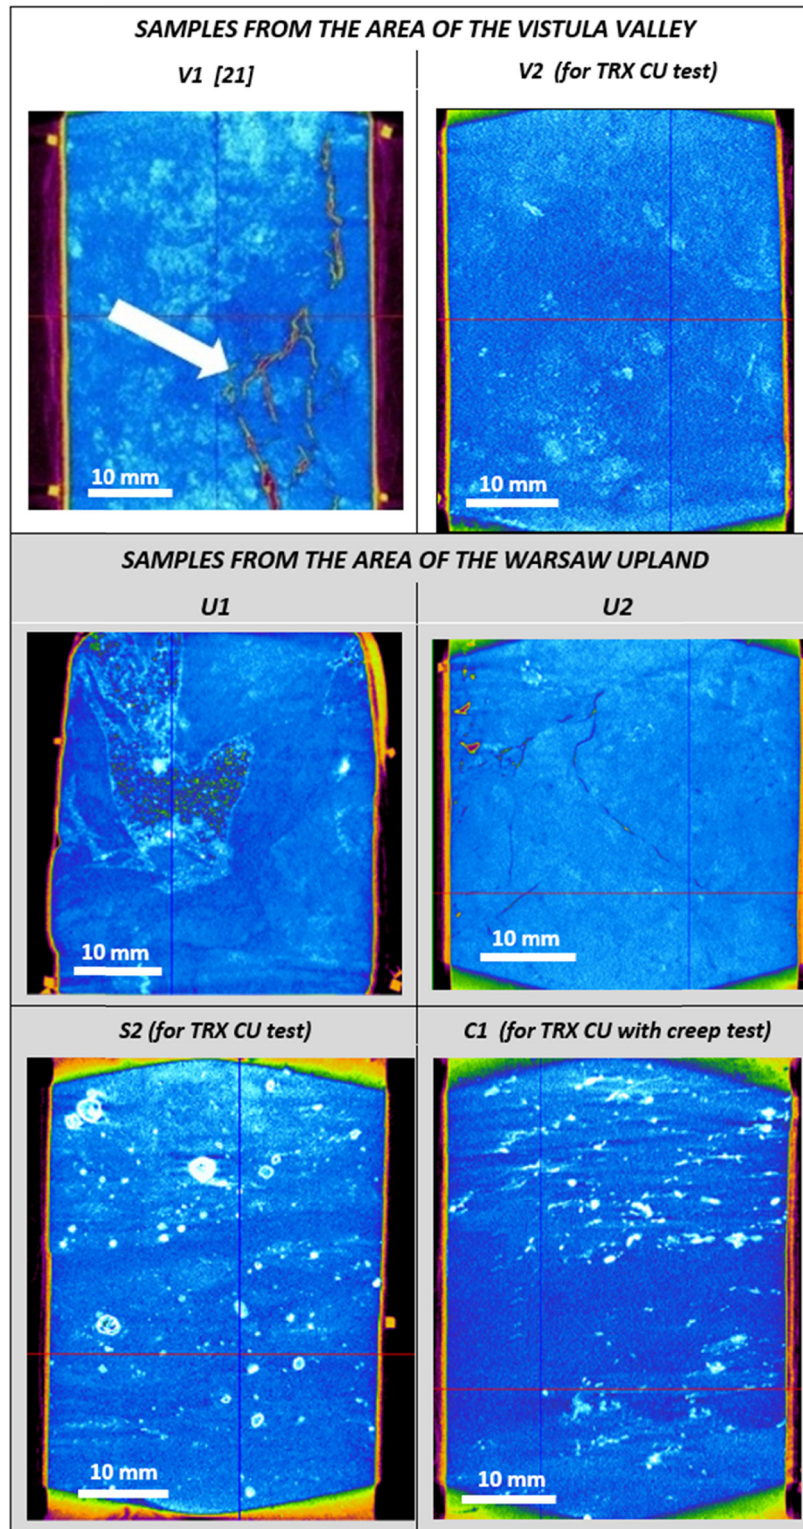 SAMPLES FROM THE AREA OF THE VISTULA VALLEY
V1 [21]
V2 (for TRX CU test)
10 mm
10 mm
SAMPLES FROM THE AREA OF THE WARSAW UPLAND
U1
U2
10 mm
10 mm
S2 (for TRX CU test)
C1 (for TRX CU with creep test)
10 mm
10 mm